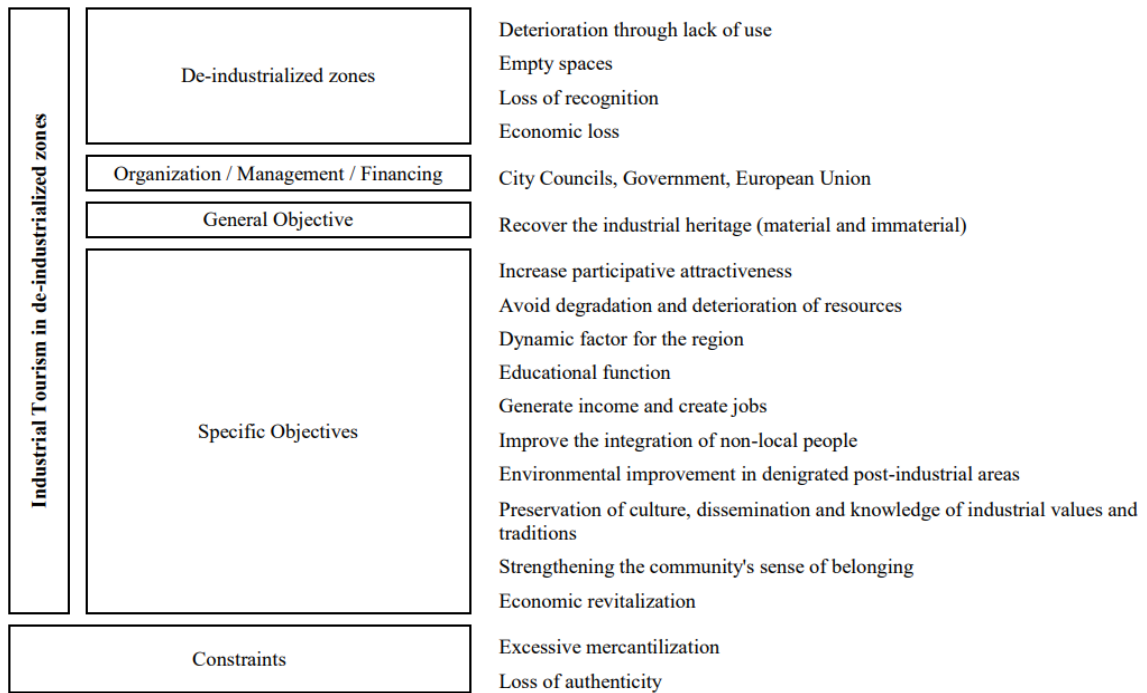 Industrial Tourism in de-industrialized zones
De-industrialized zones
Deterioration through lack of use
Empty spaces
Loss of recognition
Economic loss
Organization / Management / Financing
City Councils, Government, European Union
General Objective
Recover the industrial heritage (material and immaterial)
Specific Objectives
Increase participative attractiveness
Avoid degradation and deterioration of resources
Dynamic factor for the region
Educational function
Generate income and create jobs
Improve the integration of non-local people
Environmental improvement in denigrated post-industrial areas
Preservation of culture, dissemination and knowledge of industrial values and
traditions
Strengthening the community's sense of belonging
Economic revitalization
Constraints
Excessive mercantilization
Loss of authenticity